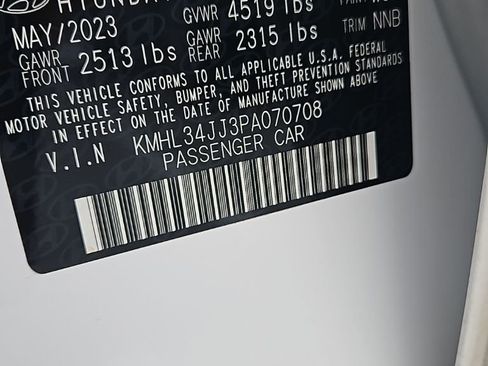 HYUNDAI
MAY/2023 GVWR 4519 lbs
GAWR FRONT 2513 lbs GAWR REAR 2315 lbs TRIM NNB
THIS VEHICLE CONFORMS TO ALL APPLICABLE U.S.A. FEDERAL
MOTOR VEHICLE SAFETY, BUMPER, AND THEFT PREVENTION STANDARDS
IN EFFECT ON THE DATE OF MANUFACTURE SHOWN ABOVE.
V.I.N KMHL34JJ3PA070708
PASSENGER CAR